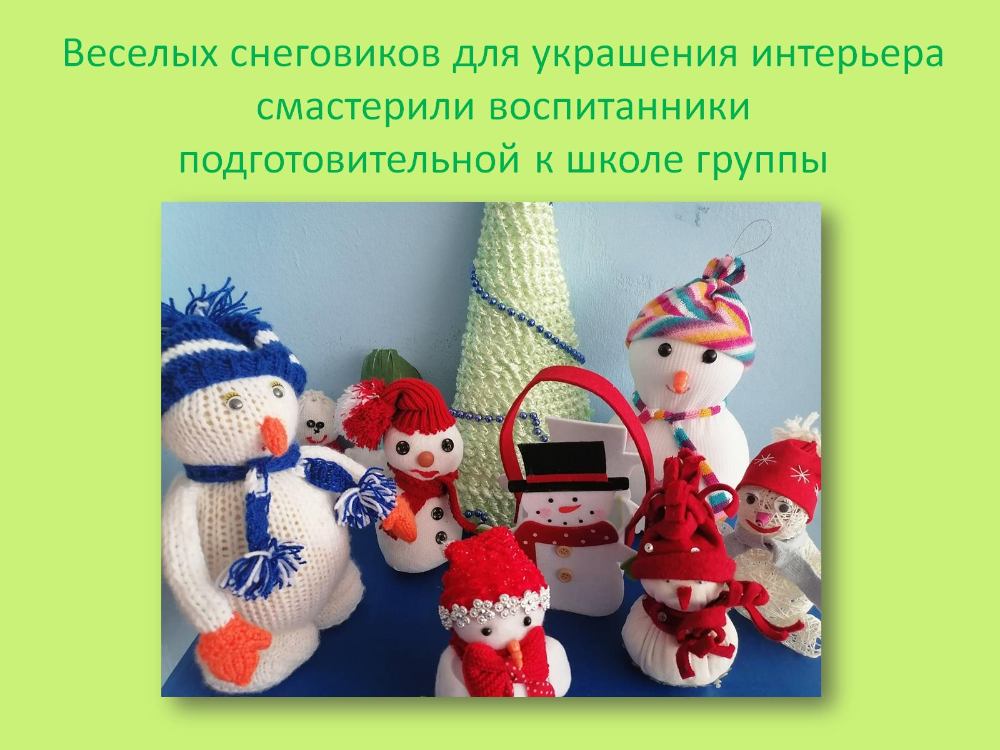 Веселых снеговиков для украшения интерьера
смастерили воспитанники
подготовительной к школе группы